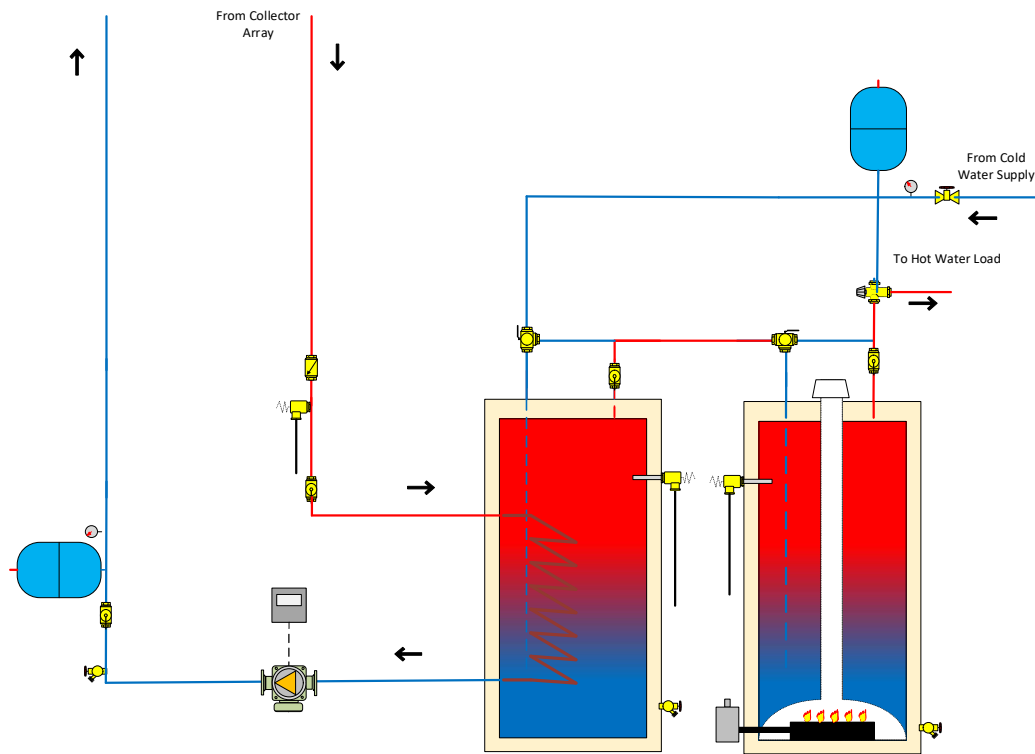 From Collector
Array
From Cold
Water Supply
To Hot Water Load